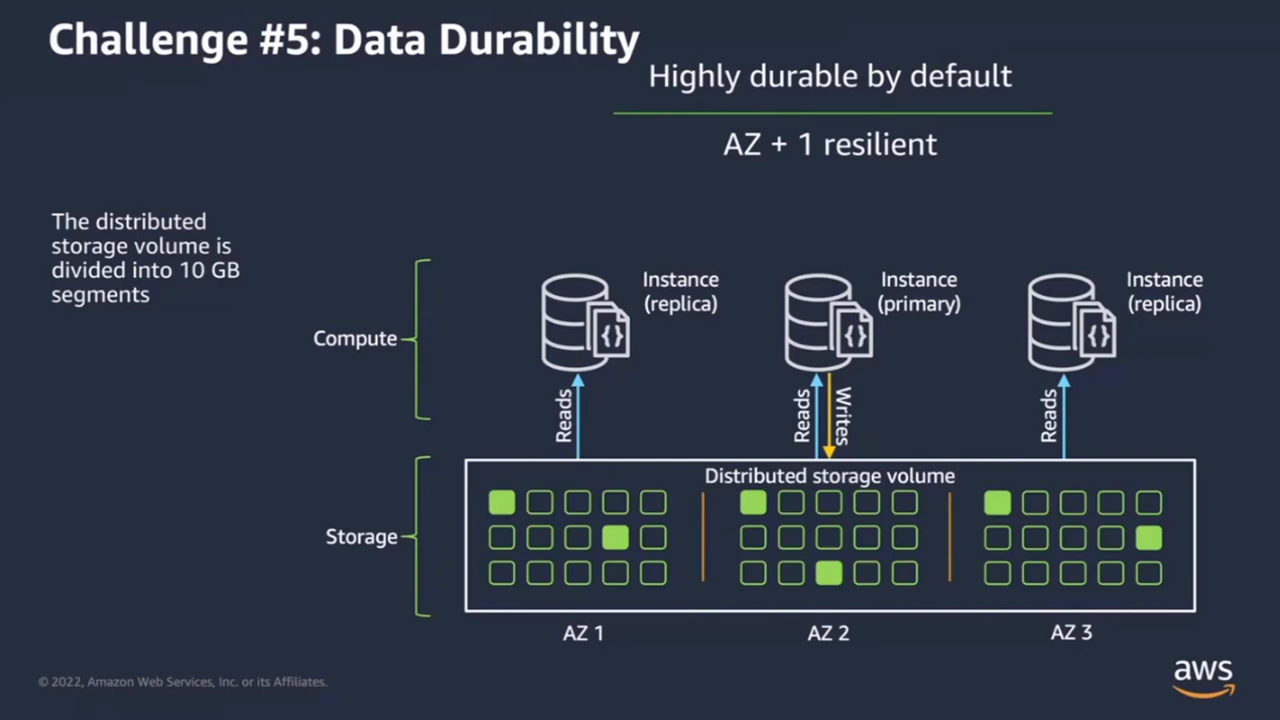 Challenge #5: Data Durability
Highly durable by default
AZ + 1 resilient
The distributed
storage volume is
divided into 10 GB
segments
Compute
Instance
(replica)
Instance
(primary)
Instance
(replica)
Reads
Reads
Writes
Reads
Storage
Distributed storage volume
AZ 1
AZ 2
AZ 3
© 2022, Amazon Web Services, Inc. or its Affiliates.
aws